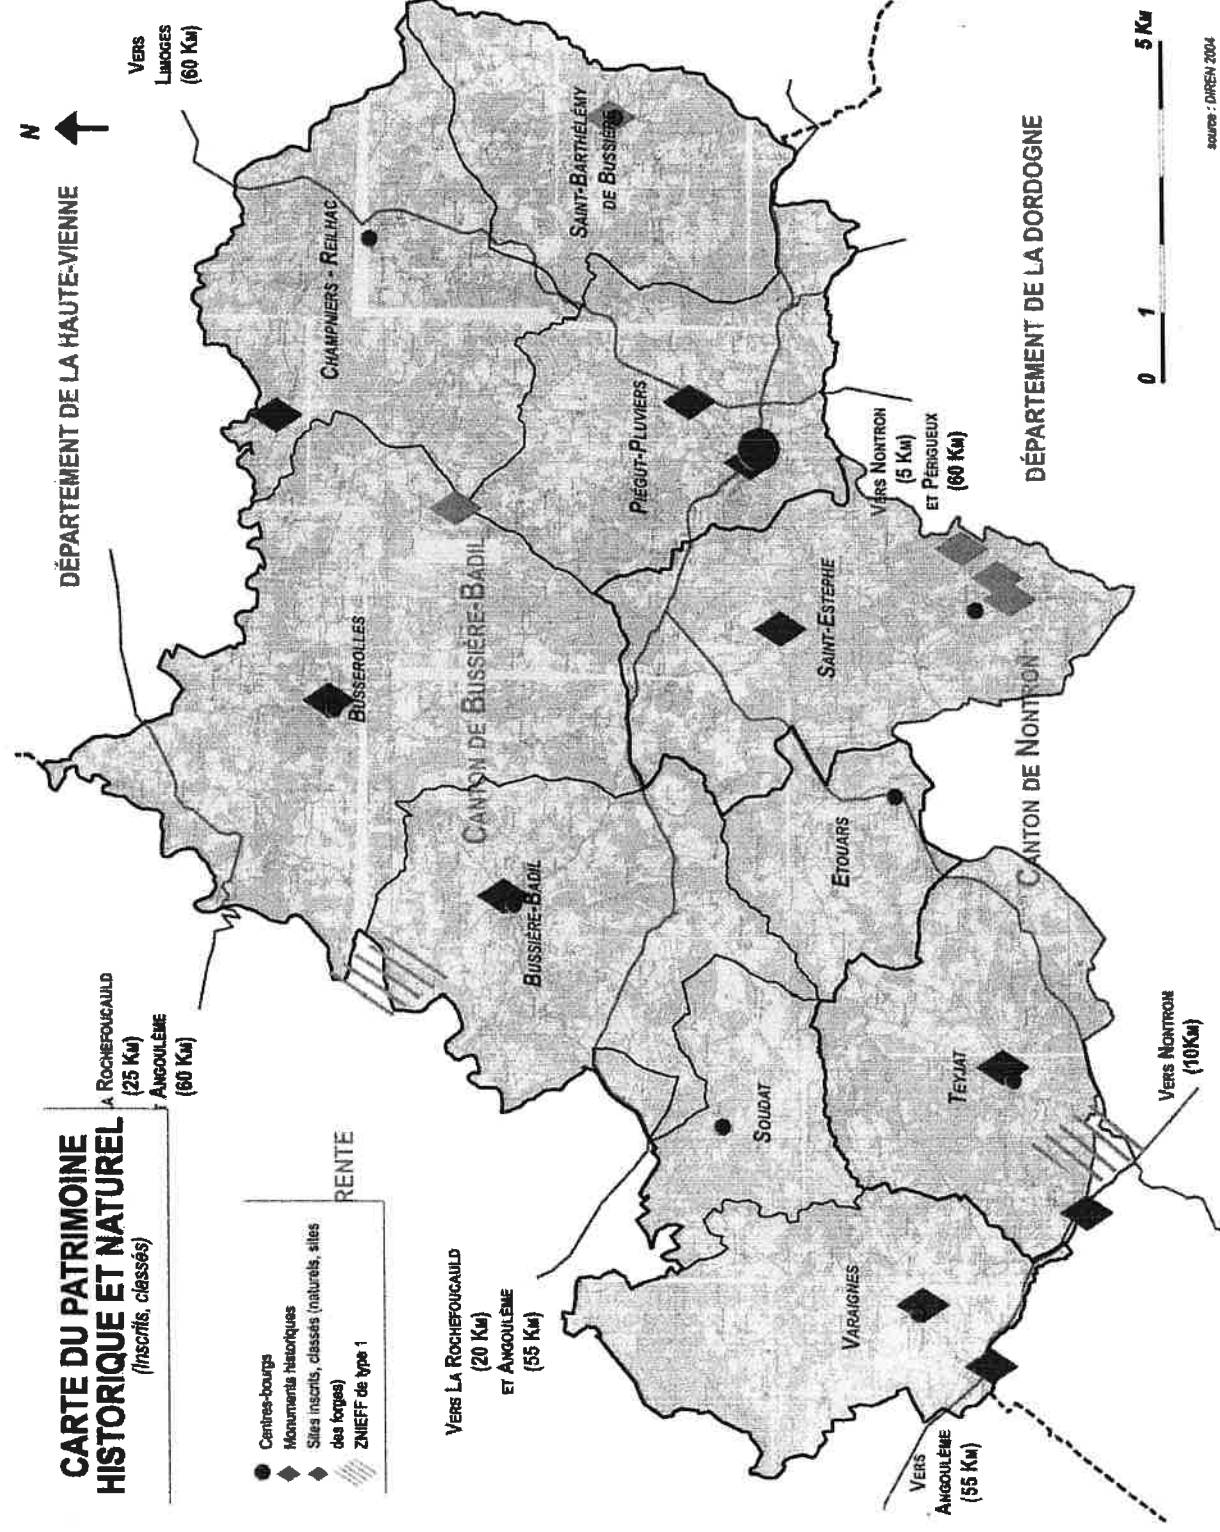 CARTE DU PATRIMOINE
HISTORIQUE ET NATUREL
(Inscrits, classés)
Centres-bourgs
Monuments historiques
Sites inscrits, classés (naturels, sites
des forges)
ZNIEFF de type 1
RENTE
A ROCHEFOUCAULD
(25 KM)
ANGOULÊME
(60 KM)
DÉPARTEMENT DE LA HAUTE-VIENNE
N
VERS
LIMOGES
(60 KM)
VERS LA ROCHEFOUCAULD
(20 KM)
ET ANGOULÊME
(55 KM)
BUSSEROLLES
CHAMPNIERS - REILHAC
CANTON DE BUSSIÈRE-BADIL
BUSSIÈRE-BADIL
SAINT-BARTHÉLÉMY
DE BUSSIÈRE
PIÉGUT-PLUVIERS
SOUDAT
SAINT-ESTÈPHE
ETOUARS
VARAIGNES
TEYJAT
VERS NONTRON
(5 KM)
ET PÉRIGUEUX
(60 KM)
CANTON DE NONTRON
DÉPARTEMENT DE LA DORDOGNE
VERS
ANGOULÊME
(55 KM)
VERS NONTRON
(10KM)
0 1 5 KM
source : DIREN 2004